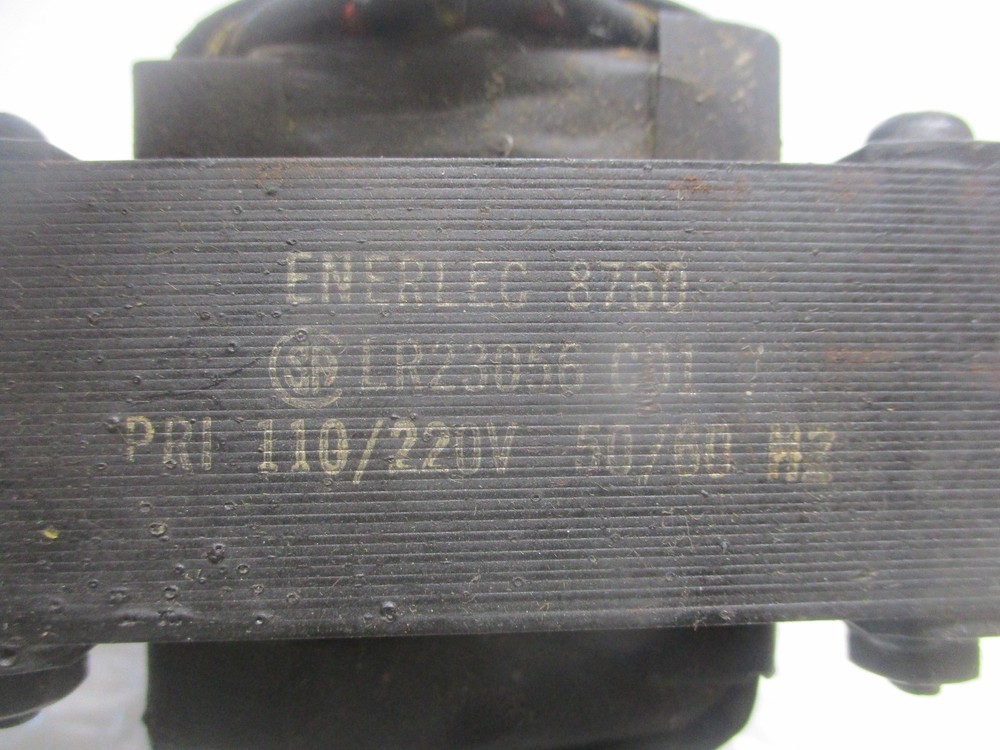 ENERLEC 8760
LR23056 C01
PRI 110/220V 50/60 HZ